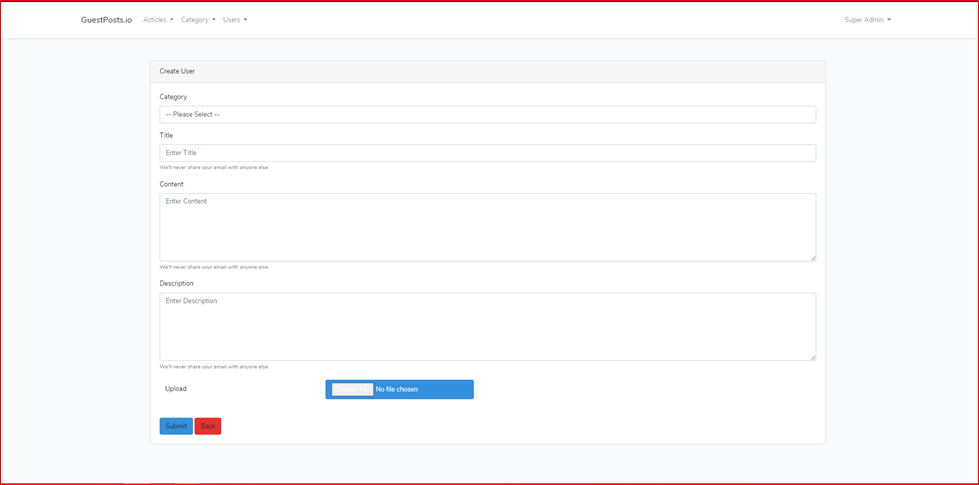 GuestPosts.io Articles Category Users Super Admin
Create User
Category
-- Please Select --
Title
Enter Title
We'll never share your email with anyone else.
Content
Enter Content
We'll never share your email with anyone else.
Description
Enter Description
We'll never share your email with anyone else.
Upload No file chosen
Submit Back